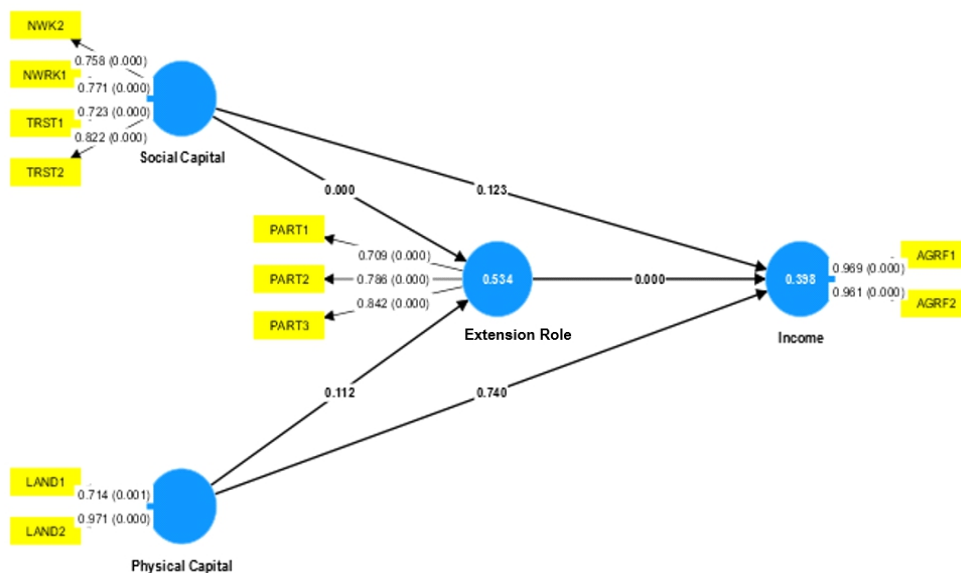 NWK2
0.758 (0.000)
NWRK1
0.771 (0.000)
TRST1
0.723 (0.000)
0.822 (0.000)
TRST2
Social Capital
0.000
0.123
PART1
0.709 (0.000)
PART2
0.786 (0.000)
PART3
0.842 (0.000)
0.534
Extension Role
0.000
0.398
AGRF1
0.969 (0.000)
0.961 (0.000)
AGRF2
Income
0.112
0.740
LAND1
0.714 (0.001)
0.971 (0.000)
LAND2
Physical Capital